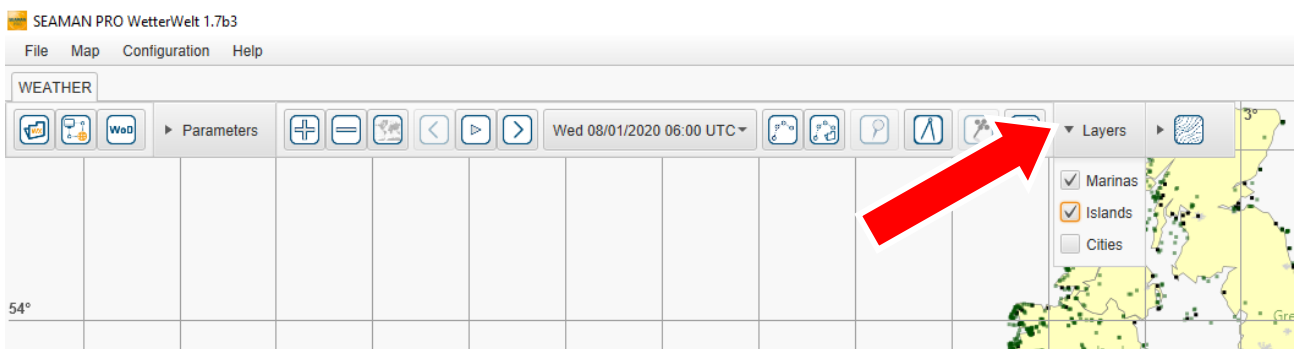 SEAMAN PRO WetterWelt 1.7b3
File Map Configuration Help
WEATHER
WoD Parameters Wed 08/01/2020 06:00 UTC Layers
3°
Marinas
Islands
Cities
54°
Gre